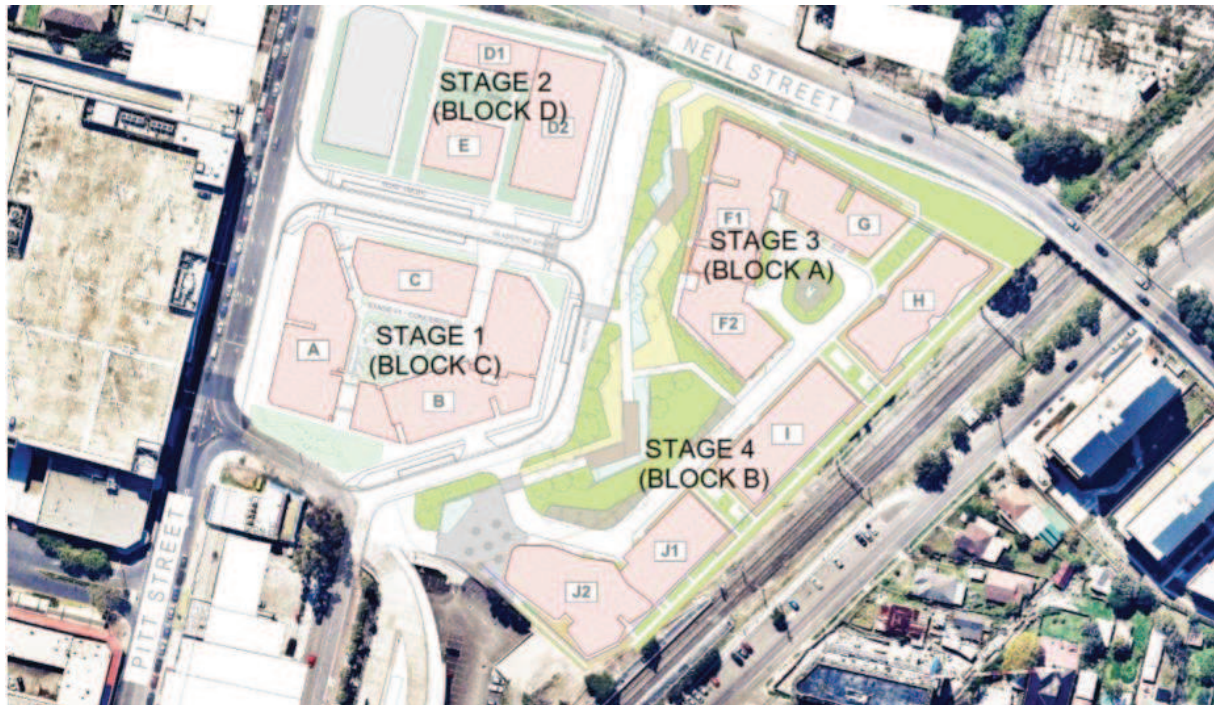 NEIL STREET
D1
STAGE 2
(BLOCK D)
D2
E
F1
G
STAGE 3
(BLOCK A)
C
H
F2
STAGE 1
(BLOCK C)
A
B
I
STAGE 4
(BLOCK B)
J1
J2
PITT STREET